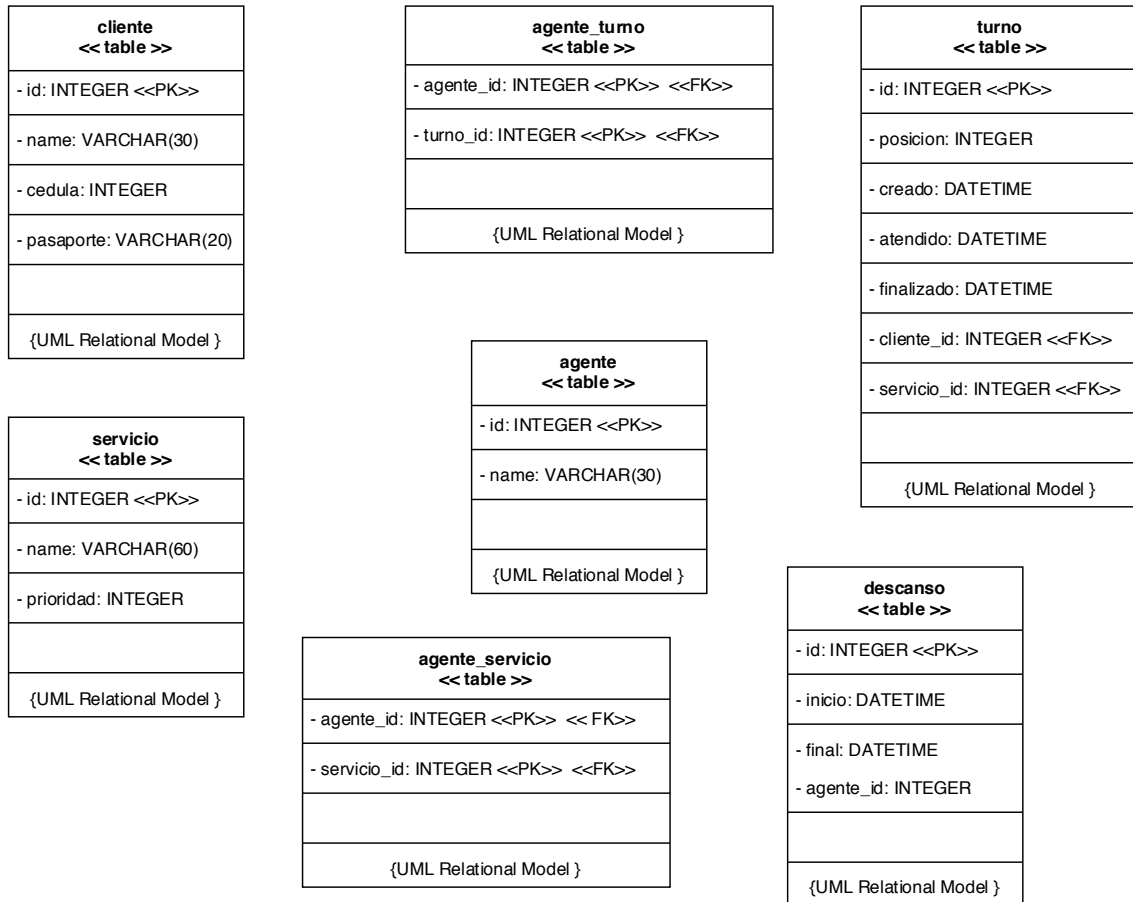 cliente
<< table >>
- id: INTEGER <<PK>>
- name: VARCHAR(30)
- cedula: INTEGER
- pasaporte: VARCHAR(20)
{UML Relational Model }
agente_turno
<< table >>
- agente_id: INTEGER <<PK>> <<FK>>
- turno_id: INTEGER <<PK>> <<FK>>
{UML Relational Model }
turno
<< table >>
- id: INTEGER <<PK>>
- posicion: INTEGER
- creado: DATETIME
- atendido: DATETIME
- finalizado: DATETIME
- cliente_id: INTEGER <<FK>>
- servicio_id: INTEGER <<FK>>
{UML Relational Model }
agente
<< table >>
- id: INTEGER <<PK>>
- name: VARCHAR(30)
{UML Relational Model }
servicio
<< table >>
- id: INTEGER <<PK>>
- name: VARCHAR(60)
- prioridad: INTEGER
{UML Relational Model }
agente_servicio
<< table >>
- agente_id: INTEGER <<PK>> << FK>>
- servicio_id: INTEGER <<PK>> <<FK>>
{UML Relational Model }
descanso
<< table >>
- id: INTEGER <<PK>>
- inicio: DATETIME
- final: DATETIME
- agente_id: INTEGER
{UML Relational Model }